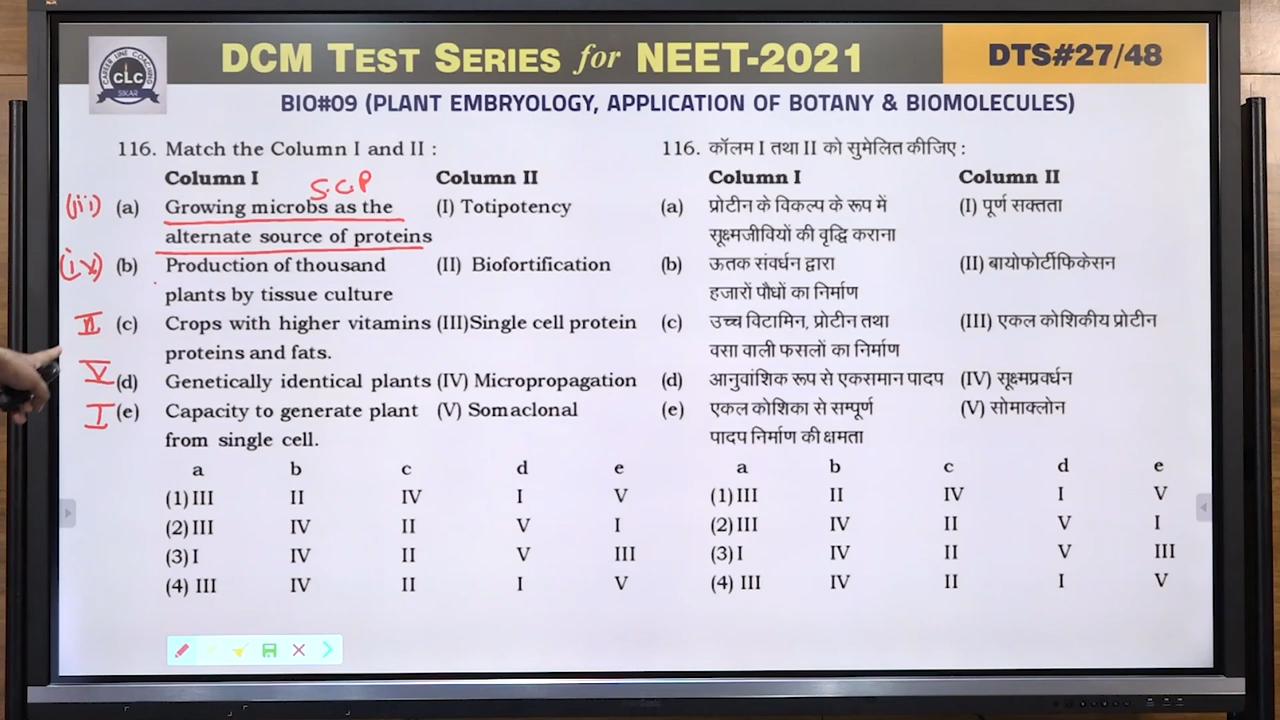 CAREER LINE COACHING
CLC
SIKAR
DCM TEST SERIES for NEET-2021
DTS#27/48
BIO#09 (PLANT EMBRYOLOGY, APPLICATION OF BOTANY & BIOMOLECULES)
116. Match the Column I and II :
Column I Column II
S.C.P
(iii) (a) Growing microbs as the (I) Totipotency
alternate source of proteins
(iv) (b) Production of thousand (II) Biofortification
plants by tissue culture
II (c) Crops with higher vitamins (III)Single cell protein
proteins and fats.
V (d) Genetically identical plants (IV) Micropropagation
I (e) Capacity to generate plant (V) Somaclonal
from single cell.
a b c d e
(1) III II IV I V
(2) III IV II V I
(3) I IV II V III
(4) III IV II I V
116. कॉलम I तथा II को सुमेलित कीजिए :
Column I Column II
(a) प्रोटीन के विकल्प के रूप में (I) पूर्ण सक्तता
सूक्ष्मजीवियों की वृद्धि कराना
(b) ऊतक संवर्धन द्वारा (II) बायोफोर्टीफिकेसन
हजारों पौधों का निर्माण
(c) उच्च विटामिन, प्रोटीन तथा (III) एकल कोशिकीय प्रोटीन
वसा वाली फसलों का निर्माण
(d) आनुवांशिक रूप से एकसमान पादप (IV) सूक्ष्मप्रवर्धन
(e) एकल कोशिका से सम्पूर्ण (V) सोमाक्लोन
पादप निर्माण की क्षमता
a b c d e
(1) III II IV I V
(2) III IV II V I
(3) I IV II V III
(4) III IV II I V